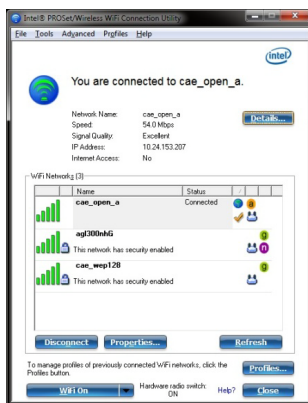 Intel® PROSet/Wireless WiFi Connection Utility
File Tools Advanced Profiles Help
intel
You are connected to cae_open_a.
Network Name: cae_open_a
Speed: 54.0 Mbps
Signal Quality: Excellent
IP Address: 10.24.153.207
Internet Access: No
Details...
WiFi Networks (3)
Name Status
cae_open_a Connected
a
agl300nhG
g
This network has security enabled
n
cae_wep128
g
This network has security enabled
Disconnect Properties... Refresh
To manage profiles of previously connected WiFi networks, click the
Profiles button.
Profiles...
WiFi On
Hardware radio switch:
ON
Help?
Close